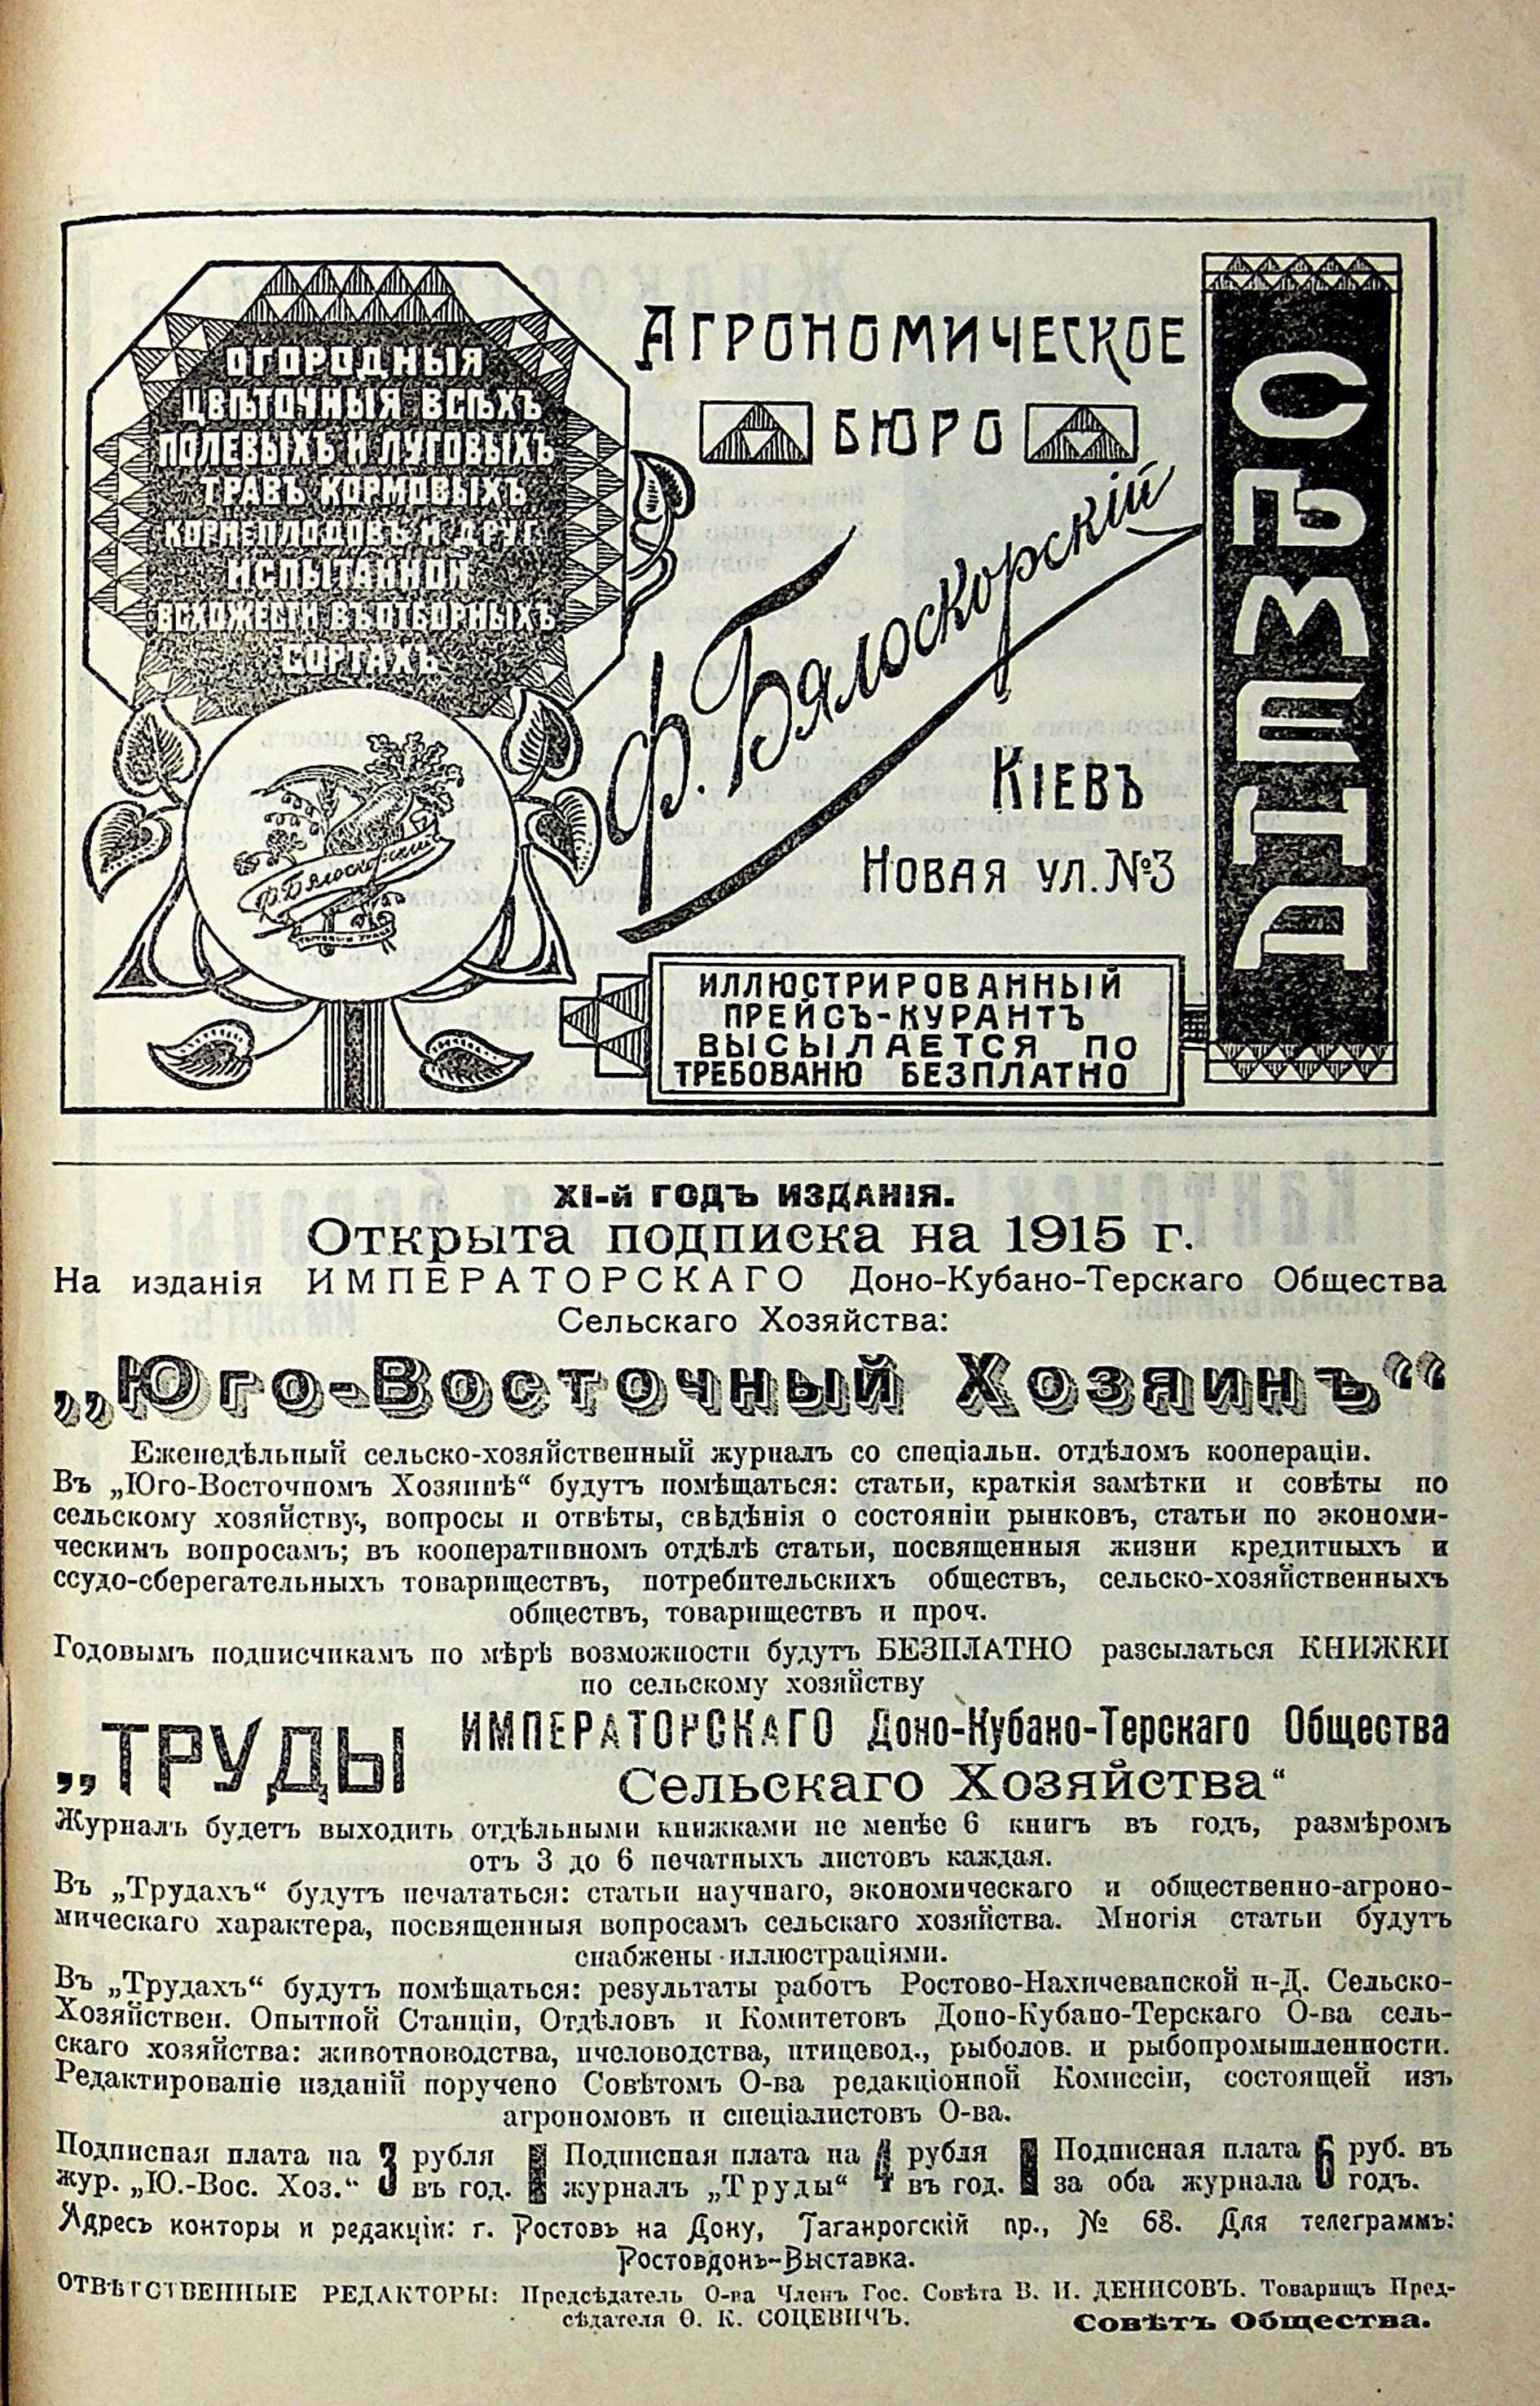 ОГОРОДНЫЯ
ЦВѢТОЧНЫЯ ВСѢХЪ
ПОЛЕВЫХЪ И ЛУГОВЫХЪ
ТРАВЪ КОРМОВЫХЪ
КОРНЕПЛОДОВЪ И ДРУГ.
ИСПЫТАННОЙ
ВСХОЖЕСТИ ВЪ ОТБОРНЫХЪ
СОРТАХЪ
Ф. Бялоскорскій
АГРОНОМИЧЕСКОЕ
БЮРО
Ф. Бялоскорскій
КІЕВЪ
НОВАЯ УЛ. №3
СѢМЕНА
ИЛЛЮСТРИРОВАННЫЙ
ПРЕЙСЪ-КУРАНТЪ
ВЫСЫЛАЕТСЯ ПО
ТРЕБОВАНЮ БЕЗПЛАТНО
XI-й ГОДЪ ИЗДАНІЯ.
Открыта подписка на 1915 г.
На изданія ИМПЕРАТОРСКАГО Доно-Кубано-Терскаго Общества
Сельскаго Хозяйства:
„Юго-Восточный Хозяинъ“
Еженедѣльный сельско-хозяйственный журналъ со спеціальн. отдѣломъ коопераціи.
Въ „Юго-Восточномъ Хозяинѣ“ будутъ помѣщаться: статьи, краткія замѣтки и совѣты по
сельскому хозяйству, вопросы и отвѣты, свѣдѣнія о состояніи рынковъ, статьи по экономи-
ческимъ вопросамъ; въ кооперативномъ отдѣлѣ статьи, посвященныя жизни кредитныхъ и
ссудо-сберегательныхъ товариществъ, потребительскихъ обществъ, сельско-хозяйственныхъ
обществъ, товариществъ и проч.
Годовымъ подписчикамъ по мѣрѣ возможности будутъ БЕЗПЛАТНО разсылаться КНИЖКИ
по сельскому хозяйству
„ТРУДЫ ИМПЕРАТОРСКАГО Доно-Кубано-Терскаго Общества
Сельскаго Хозяйства“
Журналъ будетъ выходить отдѣльными книжками не менѣе 6 книгъ въ годъ, размѣромъ
отъ 3 до 6 печатныхъ листовъ каждая.
Въ „Трудахъ“ будутъ печататься: статьи научнаго, экономическаго и общественно-агроно-
мическаго характера, посвященныя вопросамъ сельскаго хозяйства. Многія статьи будутъ
снабжены иллюстраціями.
Въ „Трудахъ“ будутъ помѣщаться: результаты работъ Ростово-Нахичеванской н-Д. Сельско-
Хозяйствен. Опытной Станціи, Отдѣловъ и Комитетовъ Доно-Кубано-Терскаго О-ва сель-
скаго хозяйства: животноводства, пчеловодства, птицевод., рыболов. и рыбопромышленности.
Редактированіе изданій поручено Совѣтомъ О-ва редакціонной Комиссіи, состоящей изъ
агрономовъ и спеціалистовъ О-ва.
Подписная плата на жур. „Ю.-Вос. Хоз.“ 3 рубля въ год.
Подписная плата на журналъ „Труды“ 4 рубля въ год.
Подписная плата за оба журнала 6 руб. въ годъ.
Адресъ конторы и редакціи: г. Ростовъ на Дону, Таганрогскій пр., № 68. Для телеграммъ:
Ростовдонъ-Выставка.
ОТВѢТСТВЕННЫЕ РЕДАКТОРЫ: Предсѣдатель О-ва Членъ Гос. Совѣта В. И. ДЕНИСОВЪ. Товарищъ Пред-
сѣдателя О. К. СОЦЕВИЧЪ.
Совѣтъ Общества.